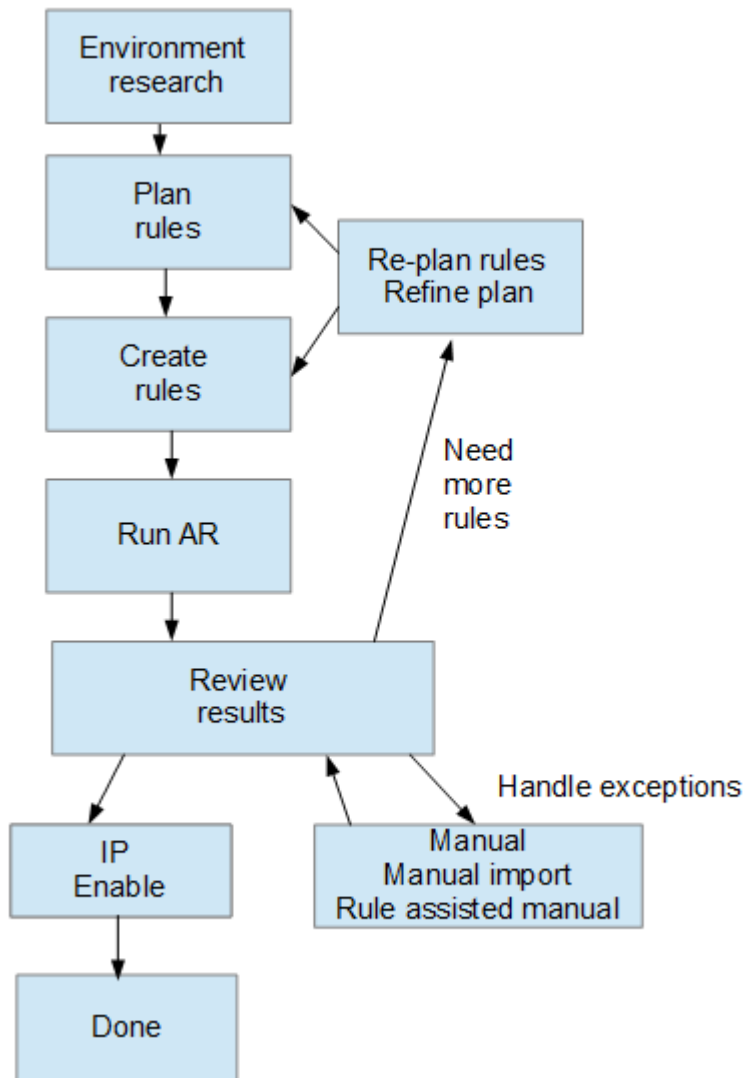 Environment
research
Plan
rules
Re-plan rules
Refine plan
Create
rules
Need
more
rules
Run AR
Review
results
Handle exceptions
IP
Enable
Manual
Manual import
Rule assisted manual
Done